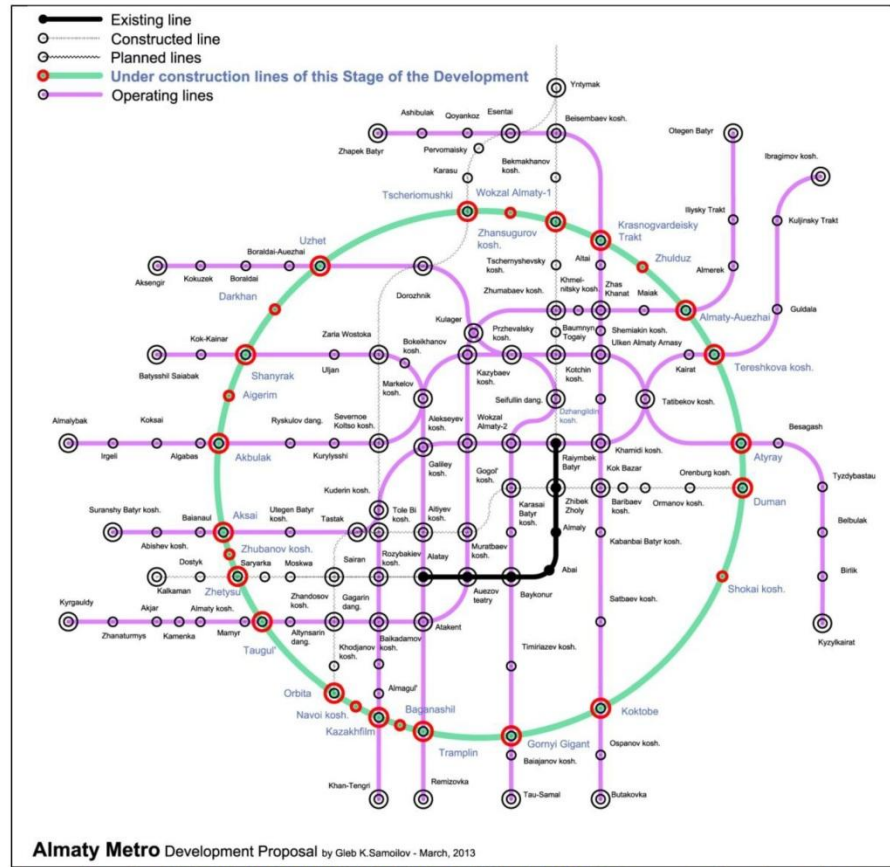 Existing line
Constructed line
Planned lines
Under construction lines of this Stage of the Development
Operating lines
Yntymak
Ashibulak
Qoyankoz
Esentai
Beisembaev kosh.
Otegen Batyr
Zhapek Batyr
Pervomaisky
Bekmakhanov
kosh.
Ibragimov kosh.
Karasu
Tscheriomushki
Wokzal Almaty-1
Zhansugurov
kosh.
Krasnogvardeisky
Trakt
Iliysky Trakt
Kuljinsky Trakt
Uzhet
Boraldai-Auezhai
Aksengir
Kokuzek
Boraldai
Dorozhnik
Tschernyshevsky
kosh.
Altai
Zhulduz
Almerek
Khmel-
nitsky kosh.
Zhas
Khanat
Maiak
Darkhan
Zhumabaev kosh.
Almaty-Auezhai
Guldala
Kulager
Zaria Wostoka
Bokeikhanov
kosh.
Przhevalsky
kosh.
Baumnyn
Togaiy
Shemiakin kosh.
Ulken Almaty Arnasy
Kok-Kainar
Batysshil Saiabak
Shanyrak
Uljan
Markelov
kosh.
Kazybaev
kosh.
Kotchin
kosh.
Kairat
Tereshkova kosh.
Aigerim
Seifullin dang.
Dzhangildin kosh.
Tatibekov kosh.
Almalybak
Koksai
Ryskulov dang.
Severnoe
Koltso kosh.
Alekseyev
kosh.
Wokzal
Almaty-2
Besagash
Irgeli
Algabas
Akbulak
Kurylysshi
Galiley
kosh.
Gogol'
kosh.
Raiymbek
Batyr
Khamidi kosh.
Atyray
Kok Bazar
Orenburg kosh.
Kuderin kosh.
Duman
Tyzdybastau
Suranshy Batyr kosh.
Aksai
Utegen Batyr
kosh.
Tole Bi
kosh.
Aitiyev
kosh.
Karasai
Batyr
kosh.
Zhibek
Zholy
Baribaev
kosh.
Ormanov kosh.
Baianaul
Tastak
Almaly
Belbulak
Abishev kosh.
Zhubanov kosh.
Sairan
Rozybakiev
kosh.
Alatay
Muratbaev
kosh.
Kabanbai Batyr kosh.
Dostyk
Saryarka
Moskwa
Abai
Kalkaman
Zhetysu
Zhandosov
kosh.
Gagarin
dang.
Auezov
teatry
Baykonur
Satbaev kosh.
Shokai kosh.
Birlik
Kyrgauldy
Akjar
Almaty kosh.
Zhanaturmys
Kamenka
Mamyr
Altynsarin
dang.
Baikadamov
kosh.
Atakent
Kyzylkairat
Taugul'
Khodjanov
kosh.
Timiriazev kosh.
Orbita
Almagul'
Navoi kosh.
Baganashil
Kazakhfilm
Koktobe
Tramplin
Gornyi Gigant
Baiajanov kosh.
Ospanov kosh.
Khan-Tengri
Remizovka
Tau-Samal
Butakovka
Almaty Metro Development Proposal by Gleb K.Samoilov - March, 2013